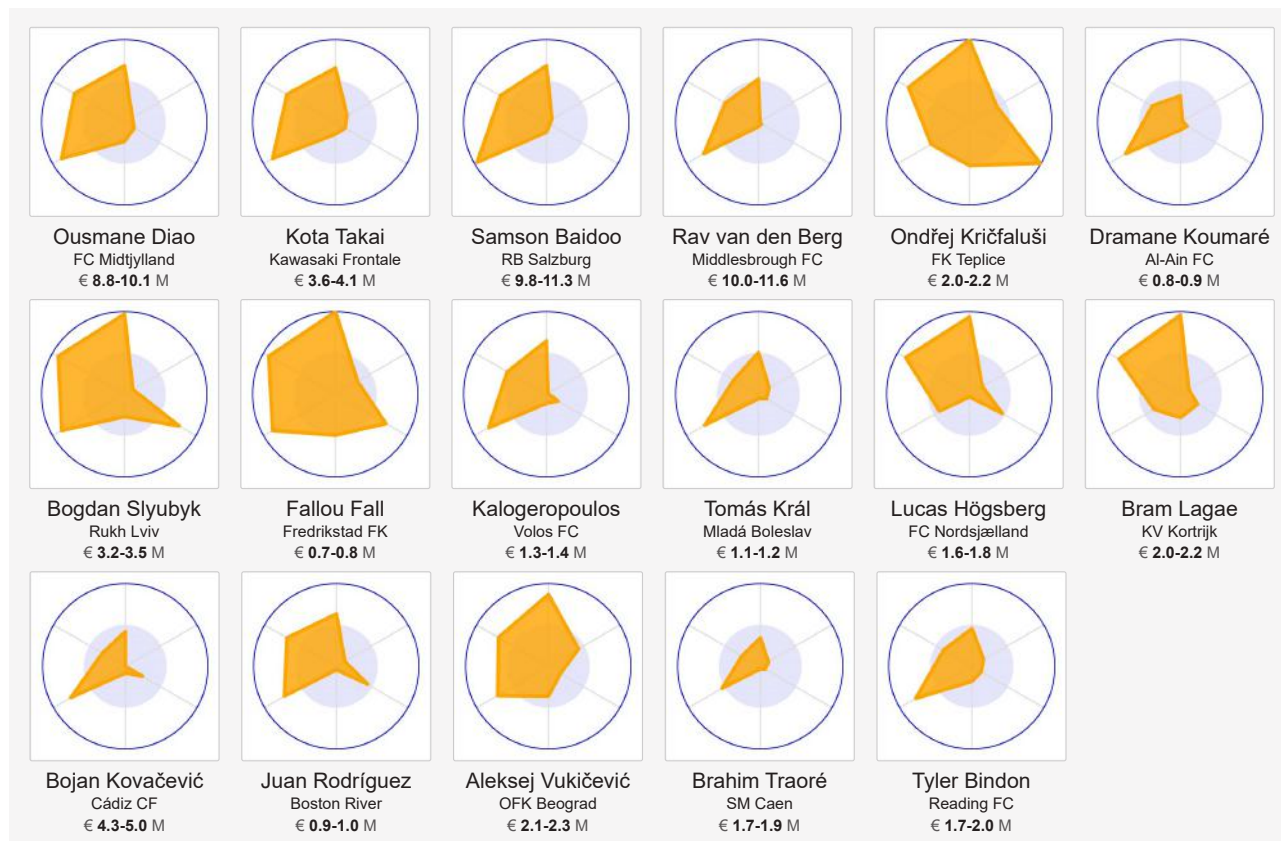 Ousmane Diao
FC Midtjylland
€ 8.8-10.1 M
Kota Takai
Kawasaki Frontale
€ 3.6-4.1 M
Samson Baidoo
RB Salzburg
€ 9.8-11.3 M
Rav van den Berg
Middlesbrough FC
€ 10.0-11.6 M
Ondřej Kričfaluši
FK Teplice
€ 2.0-2.2 M
Dramane Koumaré
Al-Ain FC
€ 0.8-0.9 M
Bogdan Slyubyk
Rukh Lviv
€ 3.2-3.5 M
Fallou Fall
Fredrikstad FK
€ 0.7-0.8 M
Kalogeropoulos
Volos FC
€ 1.3-1.4 M
Tomás Král
Mladá Boleslav
€ 1.1-1.2 M
Lucas Högsberg
FC Nordsjælland
€ 1.6-1.8 M
Bram Lagae
KV Kortrijk
€ 2.0-2.2 M
Bojan Kovačević
Cádiz CF
€ 4.3-5.0 M
Juan Rodríguez
Boston River
€ 0.9-1.0 M
Aleksej Vukičević
OFK Beograd
€ 2.1-2.3 M
Brahim Traoré
SM Caen
€ 1.7-1.9 M
Tyler Bindon
Reading FC
€ 1.7-2.0 M